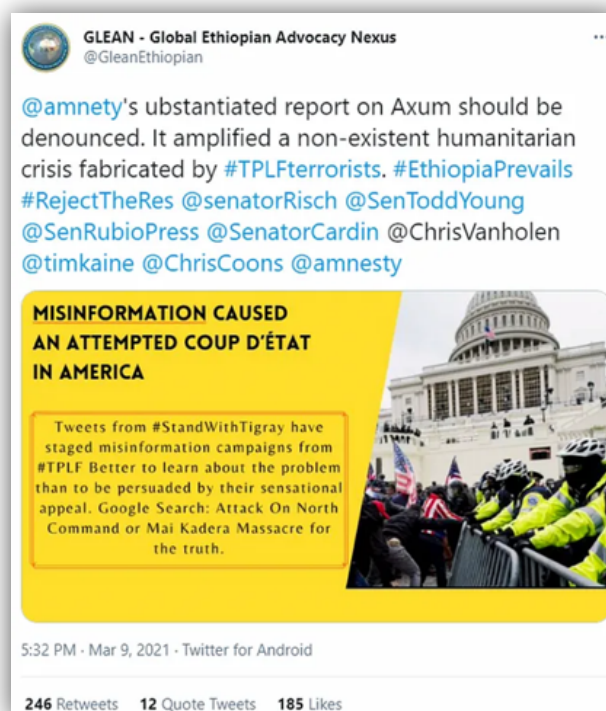 GLEAN - Global Ethiopian Advocacy Nexus
@GleanEthiopian
@amnety's ubstantiated report on Axum should be
denounced. It amplified a non-existent humanitarian
crisis fabricated by #TPLFterrorists. #EthiopiaPrevails
#RejectTheRes @senatorRisch @SenToddYoung
@SenRubioPress @SenatorCardin @ChrisVanholen
@timkaine @ChrisCoons @amnesty
MISINFORMATION CAUSED
AN ATTEMPTED COUP D'ÉTAT
IN AMERICA
Tweets from #StandWithTigray have
staged misinformation campaigns from
#TPLF Better to learn about the problem
than to be persuaded by their sensational
appeal. Google Search: Attack On North
Command or Mai Kadera Massacre for
the truth.
5:32 PM · Mar 9, 2021 · Twitter for Android
246 Retweets 12 Quote Tweets 185 Likes